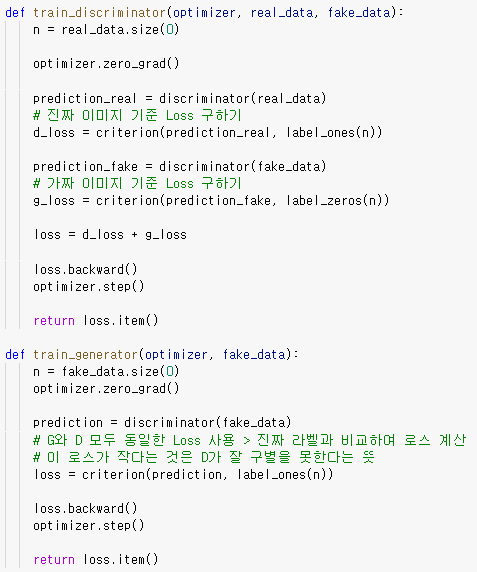 def train_discriminator(optimizer, real_data, fake_data):
n = real_data.size(0)
optimizer.zero_grad()
prediction_real = discriminator(real_data)
# 진짜 이미지 기준 Loss 구하기
d_loss = criterion(prediction_real, label_ones(n))
prediction_fake = discriminator(fake_data)
# 가짜 이미지 기준 Loss 구하기
g_loss = criterion(prediction_fake, label_zeros(n))
loss = d_loss + g_loss
loss.backward()
optimizer.step()
return loss.item()
def train_generator(optimizer, fake_data):
n = fake_data.size(0)
optimizer.zero_grad()
prediction = discriminator(fake_data)
# G와 D 모두 동일한 Loss 사용 > 진짜 라벨과 비교하여 로스 계산
# 이 로스가 작다는 것은 D가 잘 구별을 못한다는 뜻
loss = criterion(prediction, label_ones(n))
loss.backward()
optimizer.step()
return loss.item()